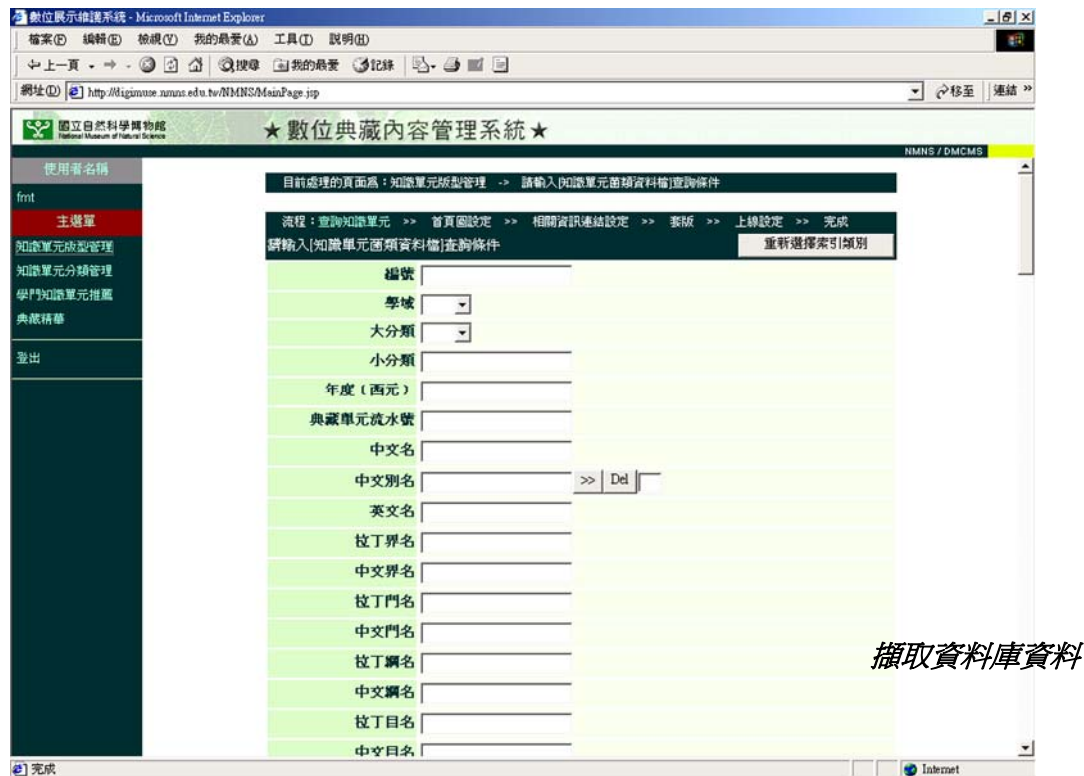 數位展示維護系統 - Microsoft Internet Explorer
檔案(F) 編輯(E) 檢視(V) 我的最愛(A) 工具(T) 說明(H)
上一頁 搜尋 我的最愛 記錄
網址(D) http://digimuse.nmns.edu.tw/NMNS/MainPage.jsp 移至 連結 »
國立自然科學博物館 ★數位典藏內容管理系統★
National Museum of Natural Science
NMNS / DMCMS
使用者名稱
fmt
主選單
知識單元版型管理
知識單元分類管理
學門知識單元推薦
典藏精華
登出
目前處理的頁面為：知識單元版型管理 -> 請輸入[知識單元菌類資料檔]查詢條件
流程：查詢知識單元 >> 首頁圖設定 >> 相關資訊連結設定 >> 套版 >> 上線設定 >> 完成
請輸入[知識單元菌類資料檔]查詢條件 重新選擇索引類別
編號
學域
大分類
小分類
年度（西元）
典藏單元流水號
中文名
中文別名 >> Del
英文名
拉丁界名
中文界名
拉丁門名
中文門名
拉丁綱名
中文綱名
拉丁目名
中文目名
擷取資料庫資料
完成 Internet